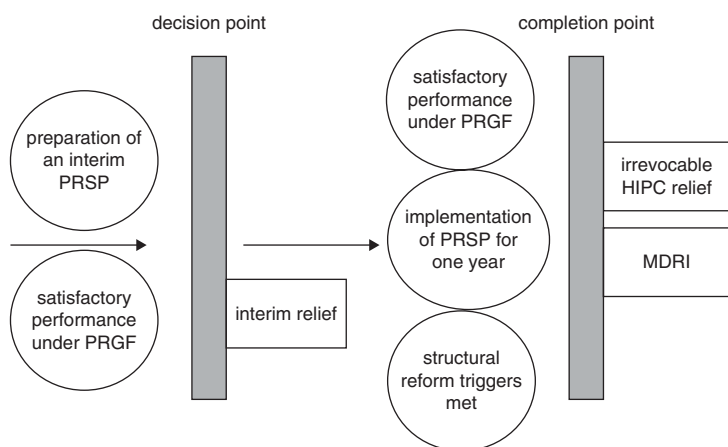 decision point
preparation of
an interim
PRSP
satisfactory
performance
under PRGF
interim relief
completion point
satisfactory
performance
under PRGF
implementation
of PRSP for
one year
structural
reform triggers
met
irrevocable
HIPC relief
MDRI